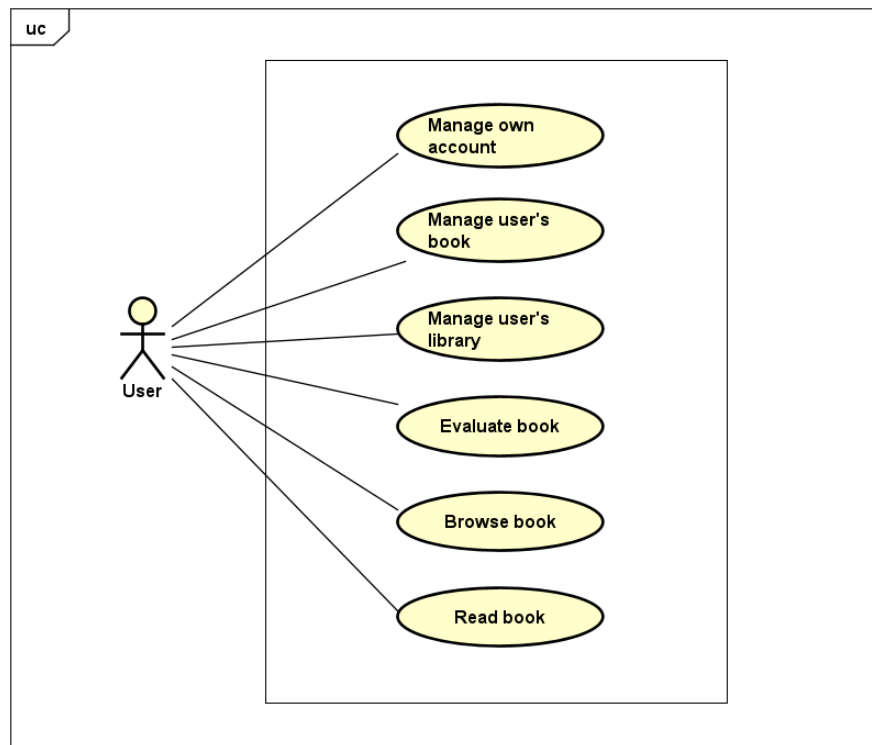 uc
Manage own
account
Manage user's
book
Manage user's
library
User
Evaluate book
Browse book
Read book